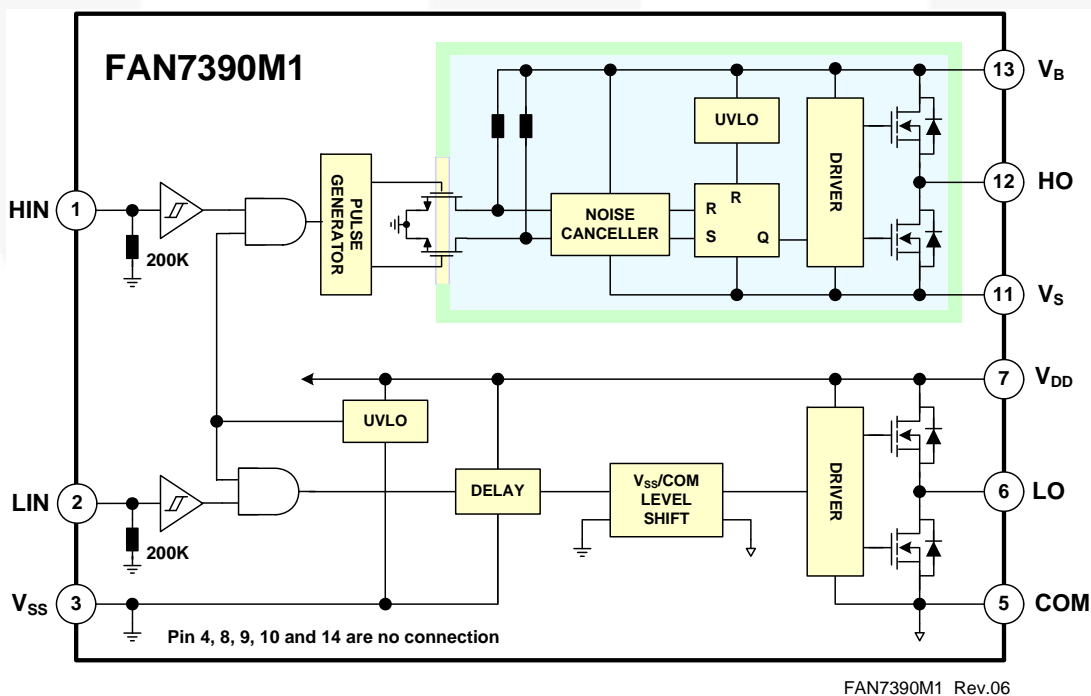 FAN7390M1
13 VB
UVLO
DRIVER
12 HO
HIN 1
PULSE GENERATOR
NOISE
CANCELLER
R
R
S
Q
200K
11 VS
7 VDD
UVLO
DRIVER
LIN 2
DELAY
VSS/COM
LEVEL
SHIFT
6 LO
200K
VSS 3
5 COM
Pin 4, 8, 9, 10 and 14 are no connection
FAN7390M1 Rev.06